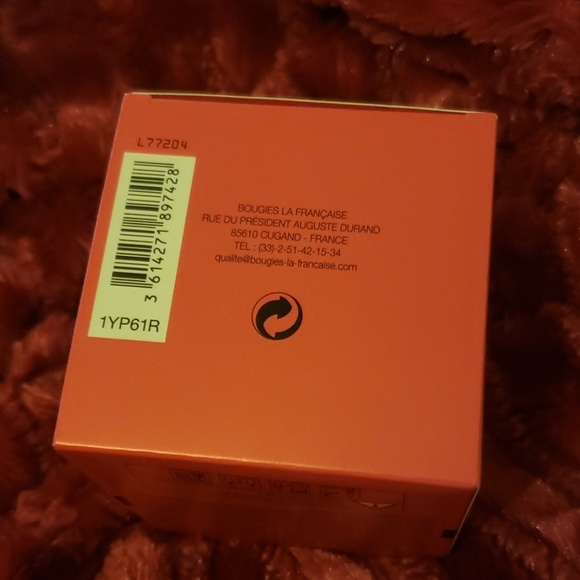 L77204
3 614271 897428
1YP61R
BOUGIES LA FRANÇAISE
RUE DU PRÉSIDENT AUGUSTE DURAND
85610 CUGAND - FRANCE
TEL : (33)-2-51-42-15-34
qualite@bougies-la-francaise.com